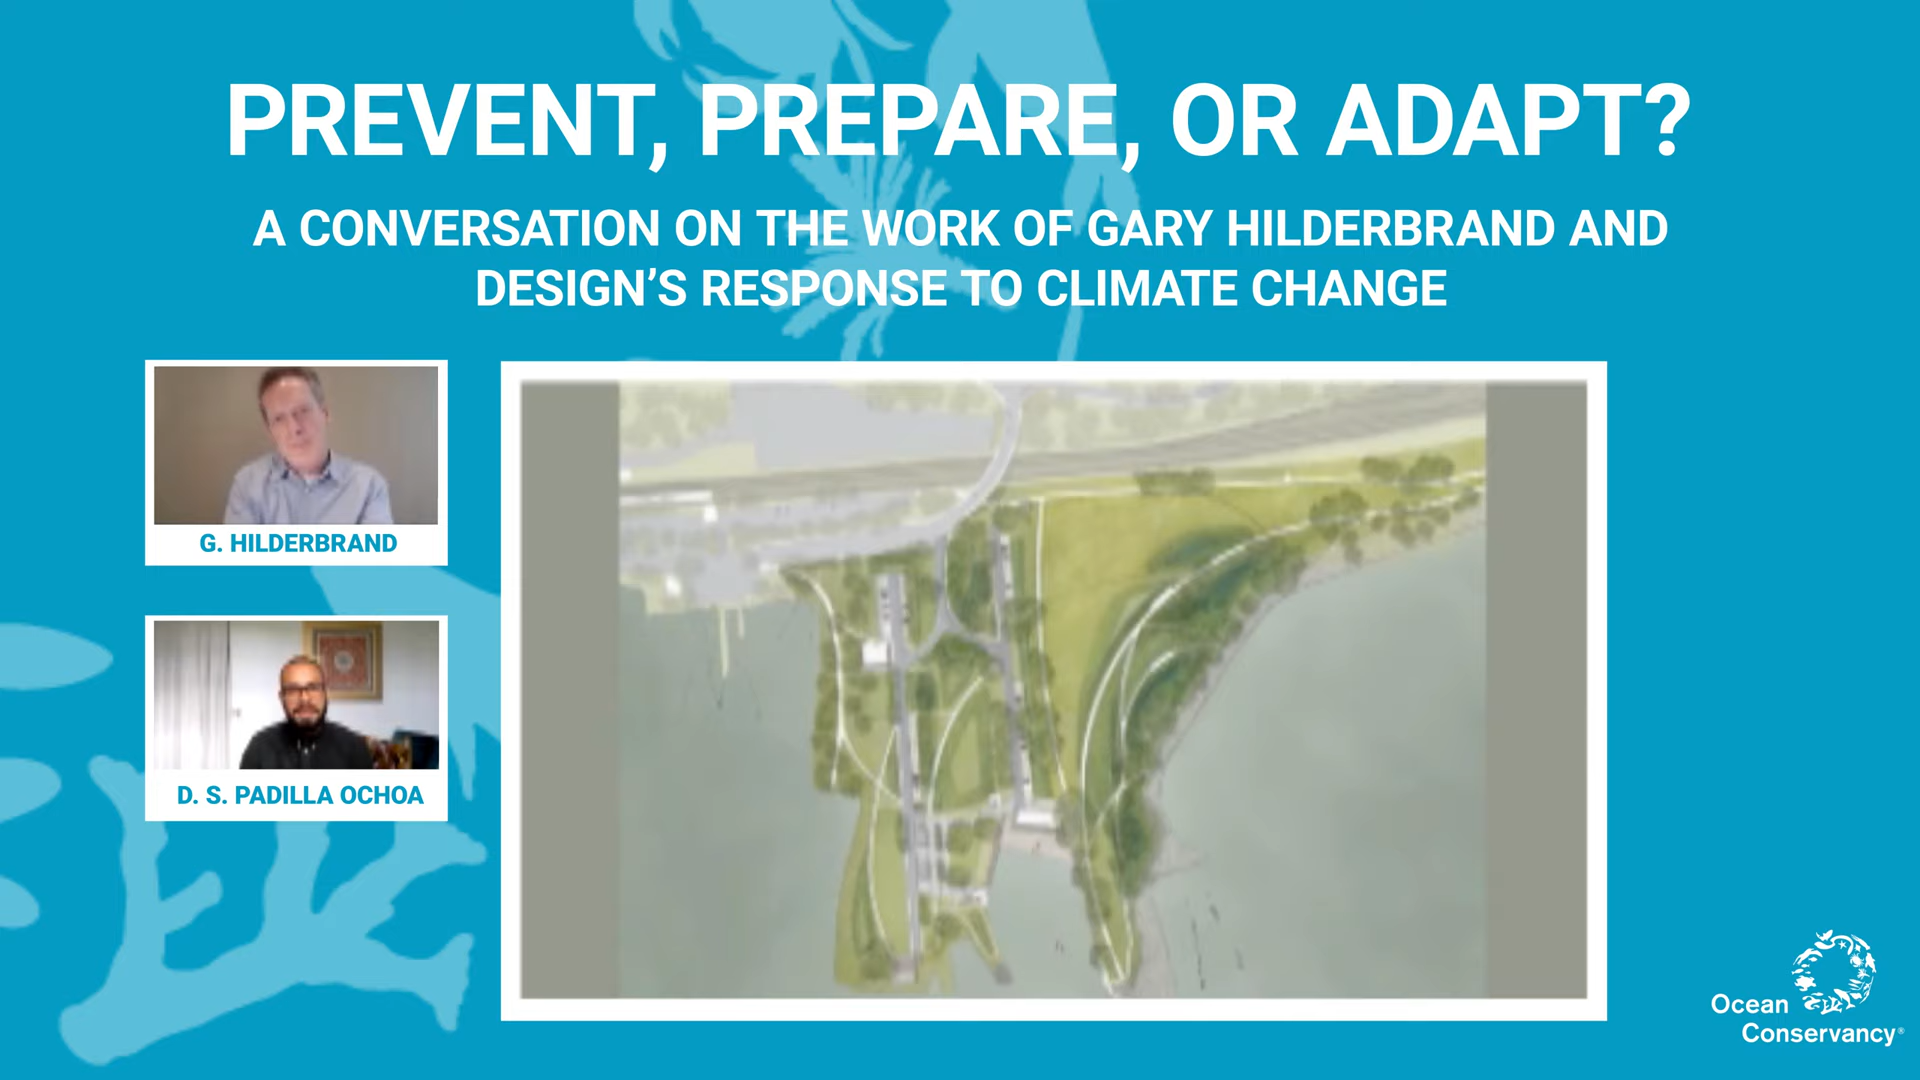 PREVENT, PREPARE, OR ADAPT?
A CONVERSATION ON THE WORK OF GARY HILDERBRAND AND
DESIGN’S RESPONSE TO CLIMATE CHANGE
G. HILDERBRAND
D. S. PADILLA OCHOA
Ocean
Conservancy®